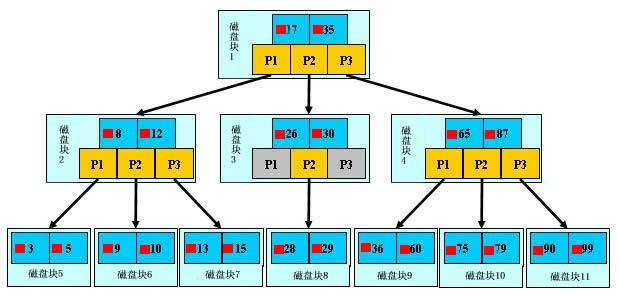 磁盘块1
17 35
P1 P2 P3
磁盘块2
8 12
P1 P2 P3
磁盘块3
26 30
P1 P2 P3
磁盘块4
65 87
P1 P2 P3
3 5
磁盘块5
9 10
磁盘块6
13 15
磁盘块7
28 29
磁盘块8
36 60
磁盘块9
75 79
磁盘块10
90 99
磁盘块11